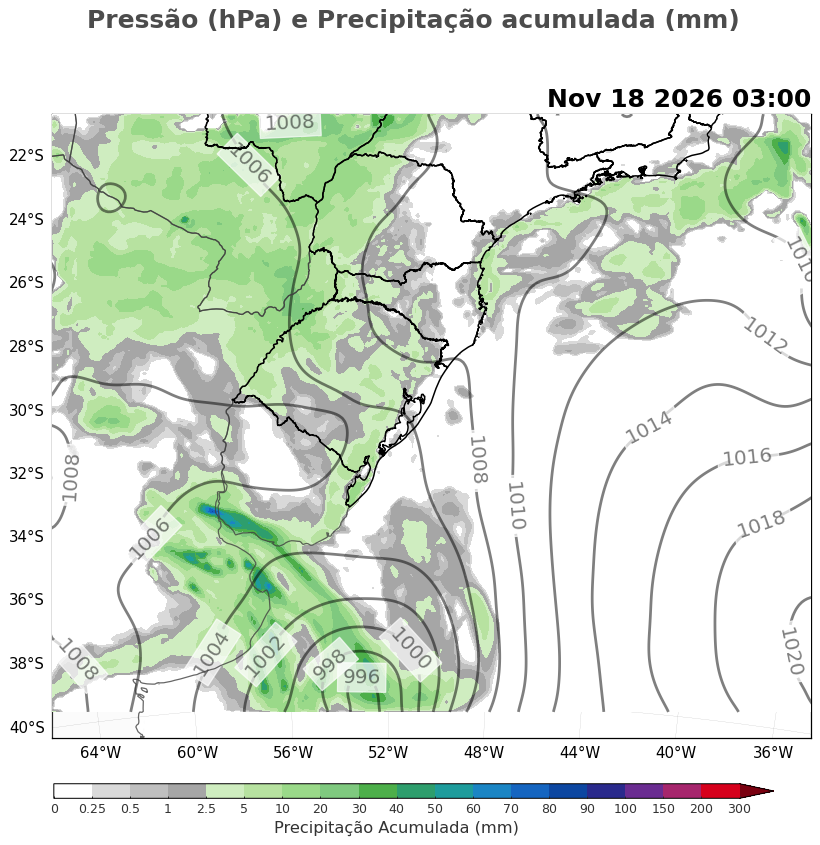 Pressão (hPa) e Precipitação acumulada (mm)
Nov 18 2026 03:00
1008
1006
22°S
24°S
1010
26°S
1012
28°S
1014
30°S
1008
1008
1016
32°S
1010
1018
34°S
1006
36°S
1008
1004
1002
998
1000
1020
38°S
996
40°S
64°W 60°W 56°W 52°W 48°W 44°W 40°W 36°W
0 0.25 0.5 1 2.5 5 10 20 30 40 50 60 70 80 90 100 150 200 300
Precipitação Acumulada (mm)